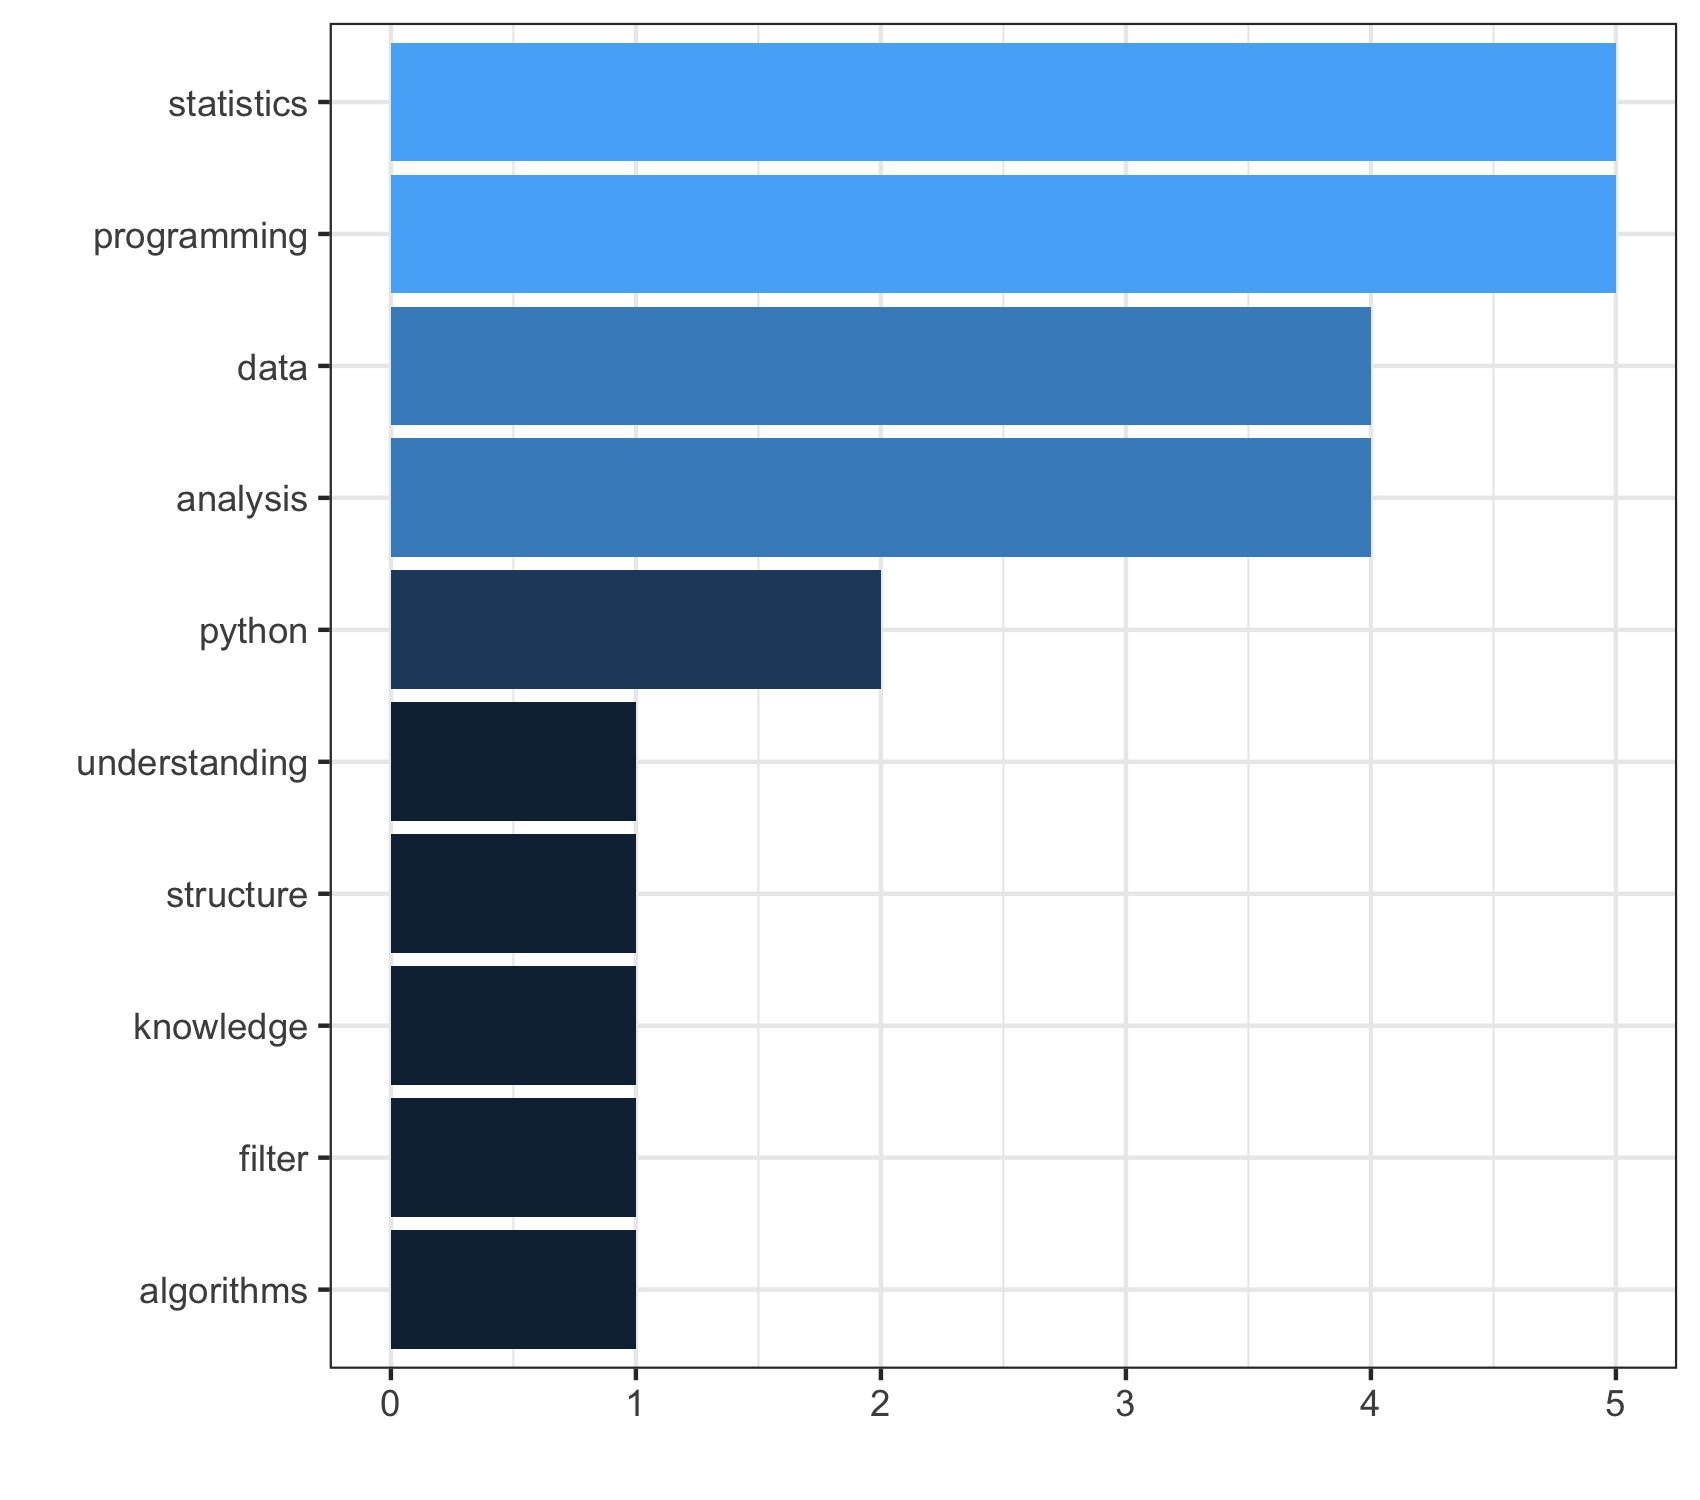 statistics
programming
data
analysis
python
understanding
structure
knowledge
filter
algorithms
0 1 2 3 4 5